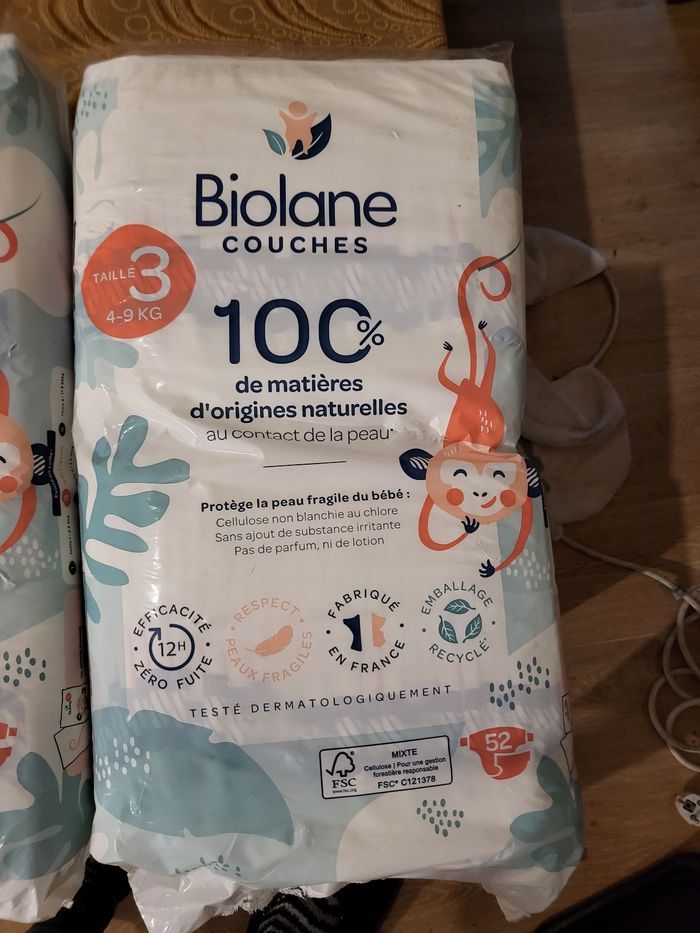 Biolane
COUCHES
TAILLE 3
4-9 KG
100%
de matières
d'origines naturelles
au contact de la peau*
Protège la peau fragile du bébé :
Cellulose non blanchie au chlore
Sans ajout de substance irritante
Pas de parfum, ni de lotion
EFFICACITÉ
12H
ZÉRO FUITE
RESPECT
PEAUX FRAGILES
FABRIQUÉ
EN FRANCE
EMBALLAGE
RECYCLÉ*
TESTÉ DERMATOLOGIQUEMENT
FSC
www.fsc.org
MIXTE
Cellulose | Pour une gestion
forestière responsable
FSC® C121378
52